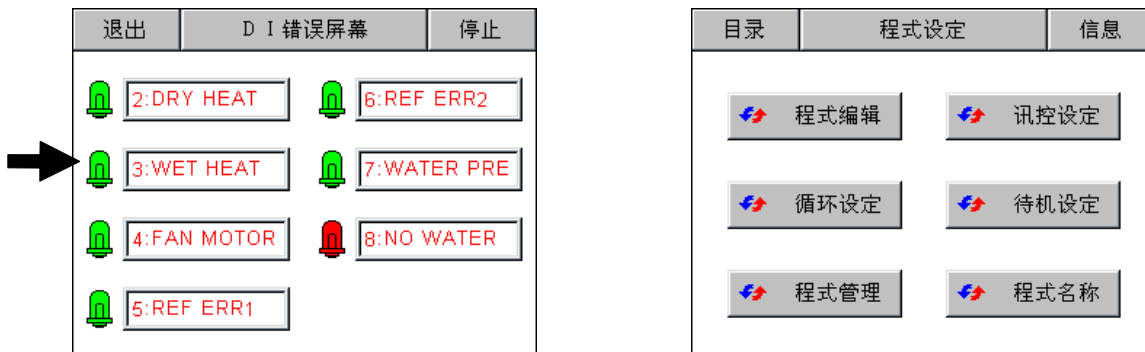 退出 DI错误屏幕 停止
2:DRY HEAT 6:REF ERR2
3:WET HEAT 7:WATER PRE
4:FAN MOTOR 8:NO WATER
5:REF ERR1
目录 程式设定 信息
程式编辑 讯控设定
循环设定 待机设定
程式管理 程式名称